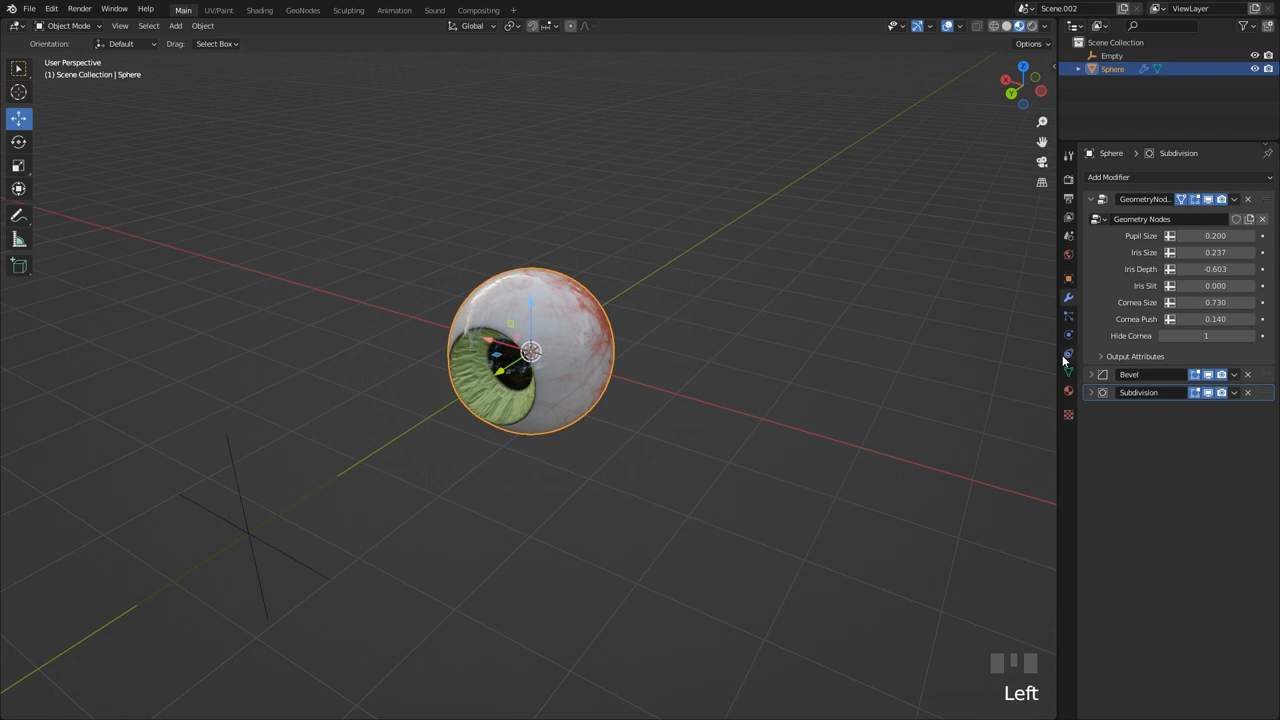 File Edit Render Window Help Main UV/Paint Shading GeoNodes Sculpting Animation Sound Compositing + Scene.002 ViewLayer
Object Mode View Select Add Object Global
Orientation: Default Drag: Select Box Options
User Perspective
(1) Scene Collection | Sphere
Z
X
Y
Scene Collection
Empty
Sphere
Sphere > Subdivision
Add Modifier
GeometryNod..
Geometry Nodes
Pupil Size 0.200
Iris Size 0.237
Iris Depth -0.603
Iris Slit 0.000
Cornea Size 0.730
Cornea Push 0.140
Hide Cornea 1
Output Attributes
Bevel
Subdivision
Left